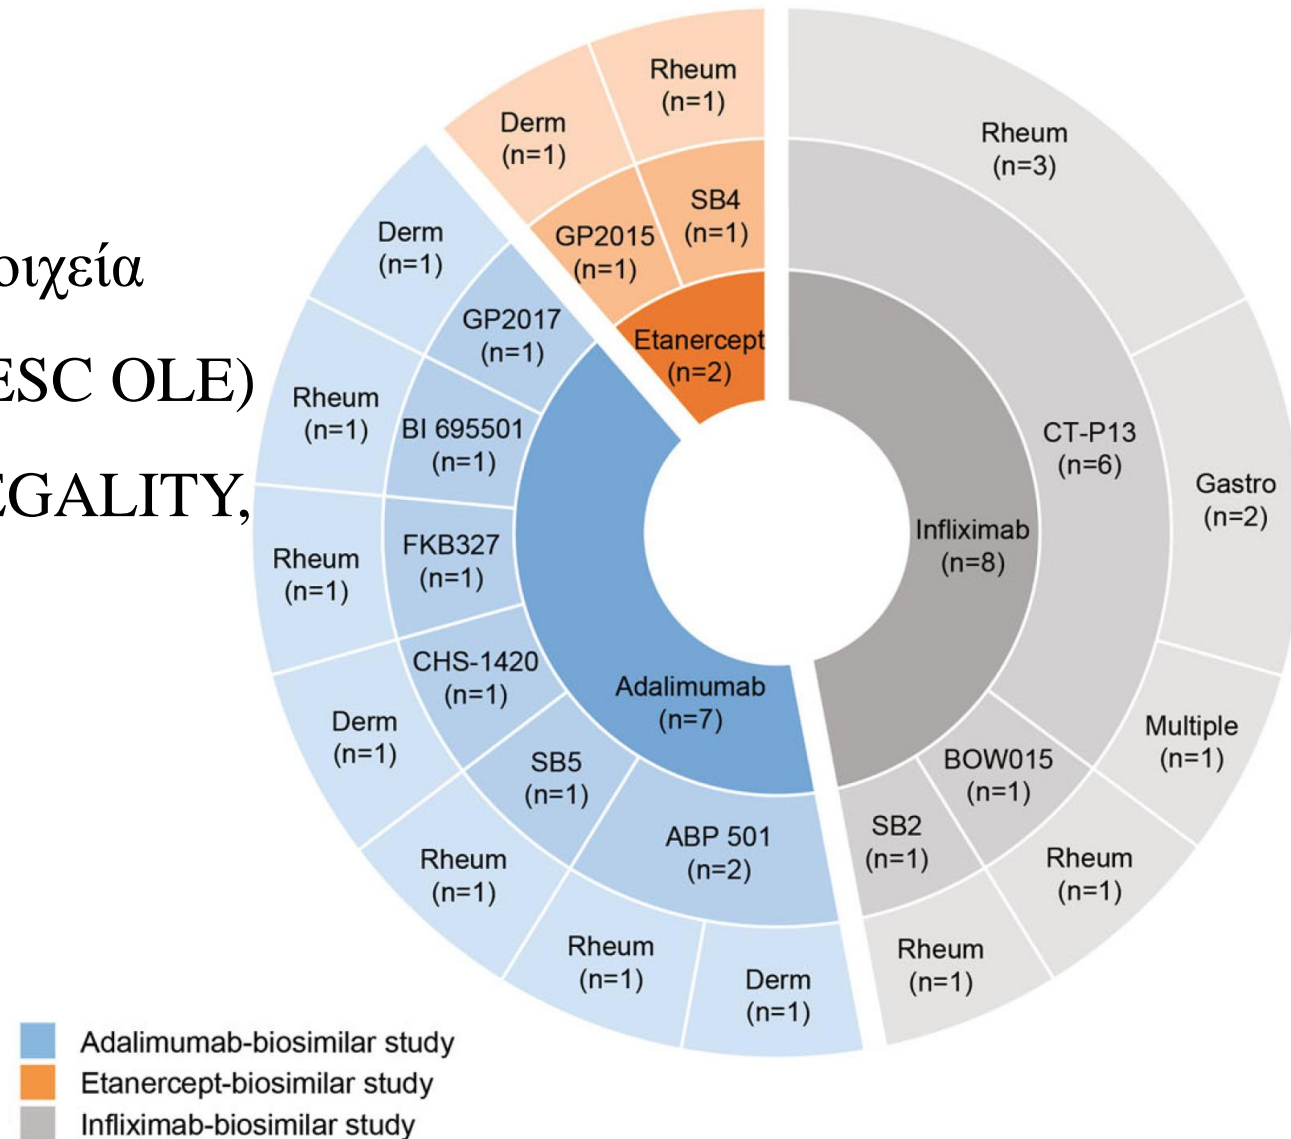 Rheum
(n=1)
Derm
(n=1)
Rheum
(n=3)
SB4
(n=1)
GP2015
(n=1)
Derm
(n=1)
οιχεία
GP2017
(n=1)
Etanercept
(n=2)
ESC OLE)
Rheum
(n=1)
BI 695501
(n=1)
CT-P13
(n=6)
Gastro
(n=2)
EGALITY,
Infliximab
(n=8)
FKB327
(n=1)
Rheum
(n=1)
CHS-1420
(n=1)
Adalimumab
(n=7)
Derm
(n=1)
Multiple
(n=1)
SB5
(n=1)
BOW015
(n=1)
ABP 501
(n=2)
SB2
(n=1)
Rheum
(n=1)
Rheum
(n=1)
Rheum
(n=1)
Derm
(n=1)
Rheum
(n=1)
Adalimumab-biosimilar study
Etanercept-biosimilar study
Infliximab-biosimilar study